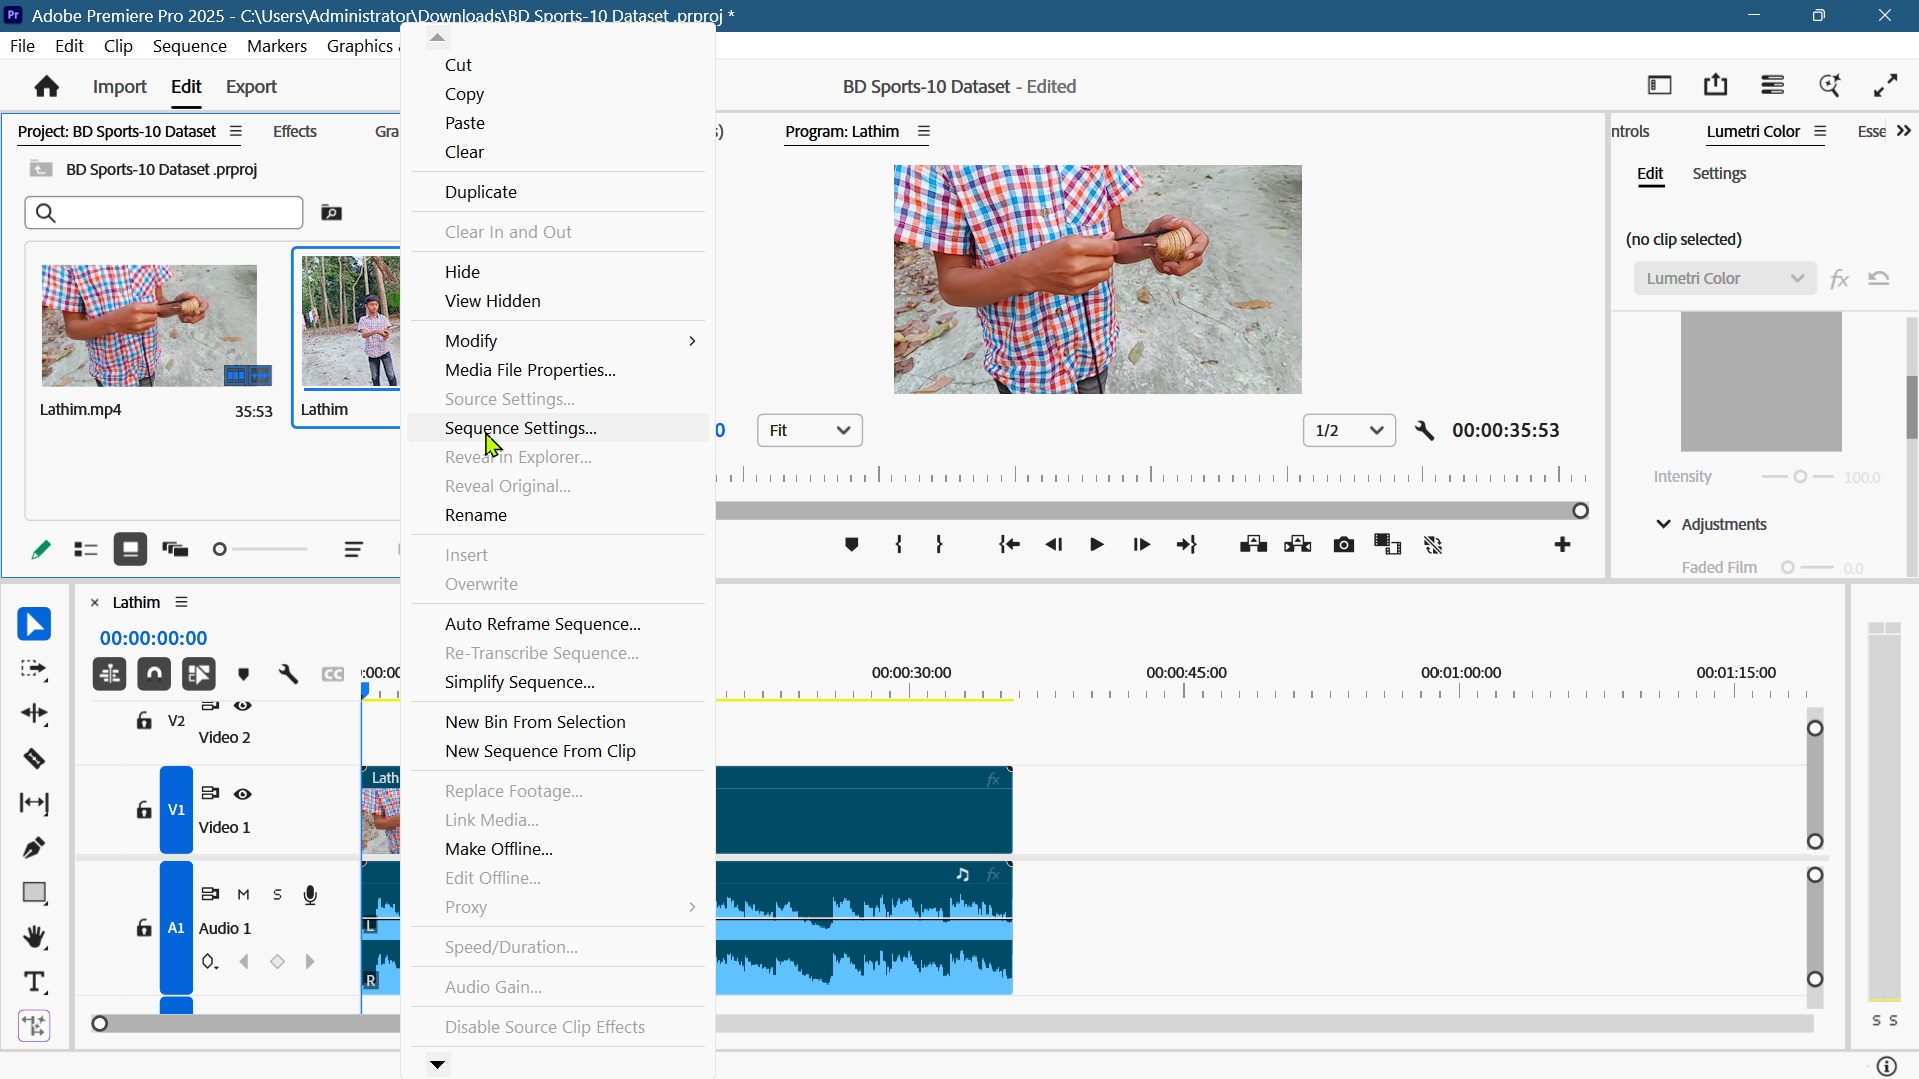 Pr Adobe Premiere Pro 2025 - C:\Users\Administrator\Downloads\BD Sports-10 Dataset .prproj *
File Edit Clip Sequence Markers Graphics
Import Edit Export
BD Sports-10 Dataset - Edited
Project: BD Sports-10 Dataset
Effects
Gra
Program: Lathim
ntrols
Lumetri Color
Esse
BD Sports-10 Dataset .prproj
Edit Settings
(no clip selected)
Lumetri Color
fx
Lathim.mp4
35:53
Lathim
Cut
Copy
Paste
Clear
Duplicate
Clear In and Out
Hide
View Hidden
Modify
Media File Properties...
Source Settings...
Sequence Settings...
Reveal in Explorer...
Reveal Original...
Rename
Insert
Overwrite
Auto Reframe Sequence...
Re-Transcribe Sequence...
Simplify Sequence...
New Bin From Selection
New Sequence From Clip
Replace Footage...
Link Media...
Make Offline...
Edit Offline...
Proxy
Speed/Duration...
Audio Gain...
Disable Source Clip Effects
0
Fit
1/2
00:00:35:53
Intensity
100.0
Adjustments
Faded Film
0.0
Lathim
00:00:00:00
CC
:00:00
00:00:30:00
00:00:45:00
00:01:00:00
00:01:15:00
V2
Video 2
V1
Video 1
Lath
fx
A1
M S
Audio 1
fx
L
R
T
S S